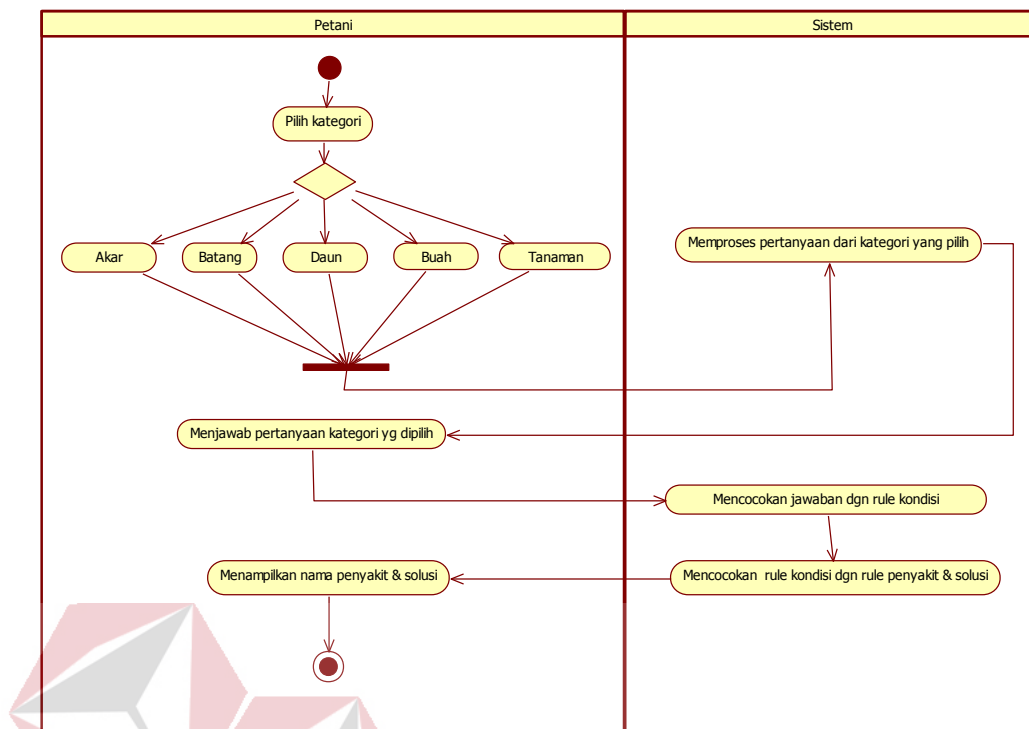 Petani
Sistem
Pilih kategori
Akar
Batang
Daun
Buah
Tanaman
Memproses pertanyaan dari kategori yang pilih
Menjawab pertanyaan kategori yg dipilih
Mencocokan jawaban dgn rule kondisi
Mencocokan rule kondisi dgn rule penyakit & solusi
Menampilkan nama penyakit & solusi